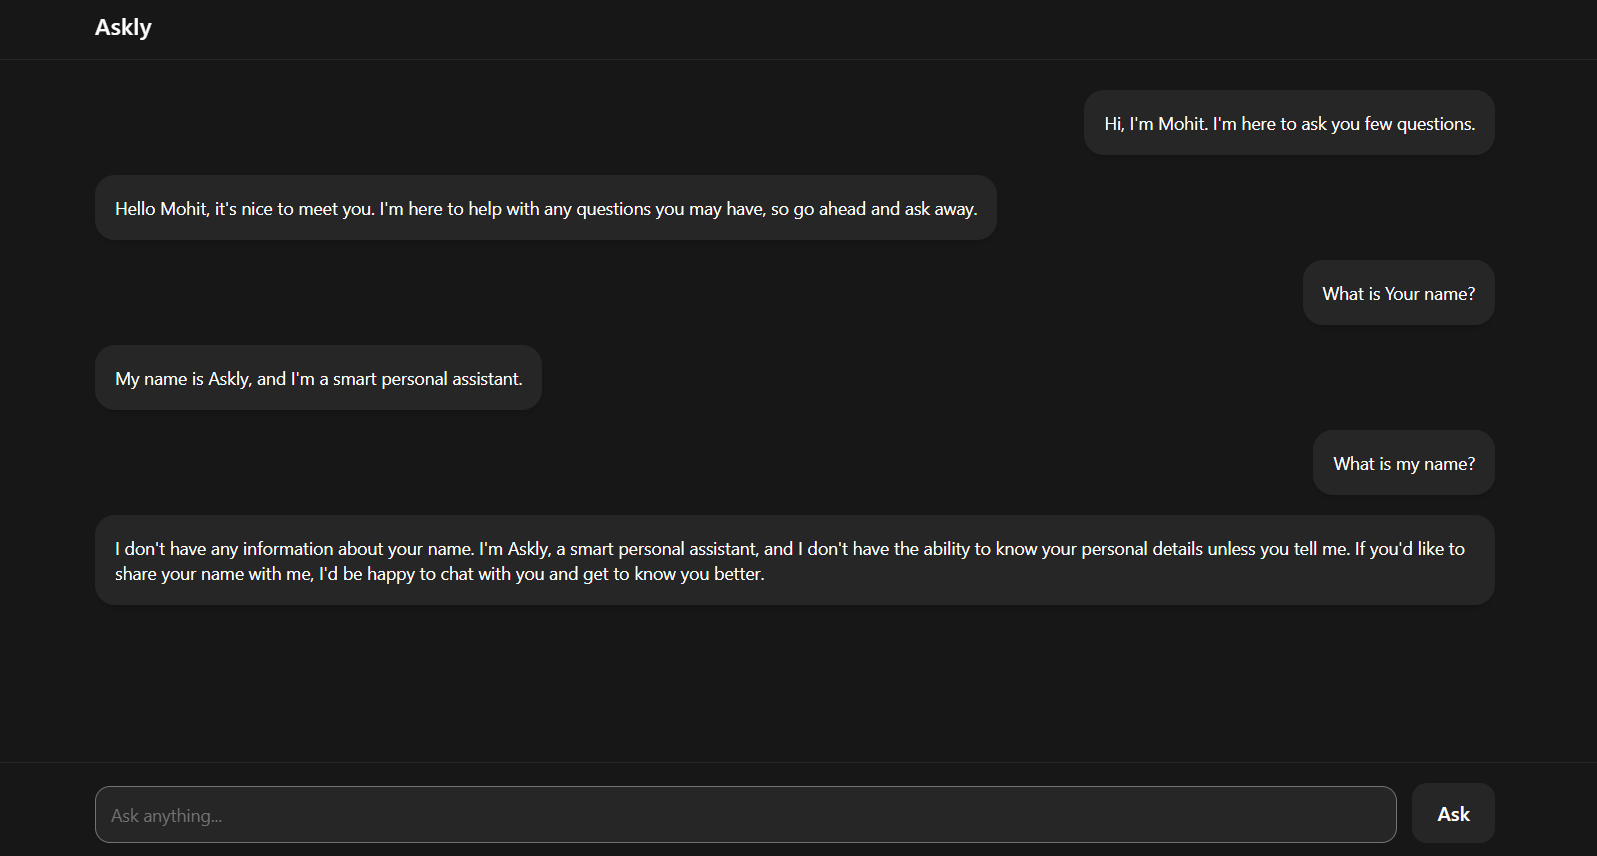 Askly
Hi, I'm Mohit. I'm here to ask you few questions.
Hello Mohit, it's nice to meet you. I'm here to help with any questions you may have, so go ahead and ask away.
What is Your name?
My name is Askly, and I'm a smart personal assistant.
What is my name?
I don't have any information about your name. I'm Askly, a smart personal assistant, and I don't have the ability to know your personal details unless you tell me. If you'd like to
share your name with me, I'd be happy to chat with you and get to know you better.
Ask anything...
Ask